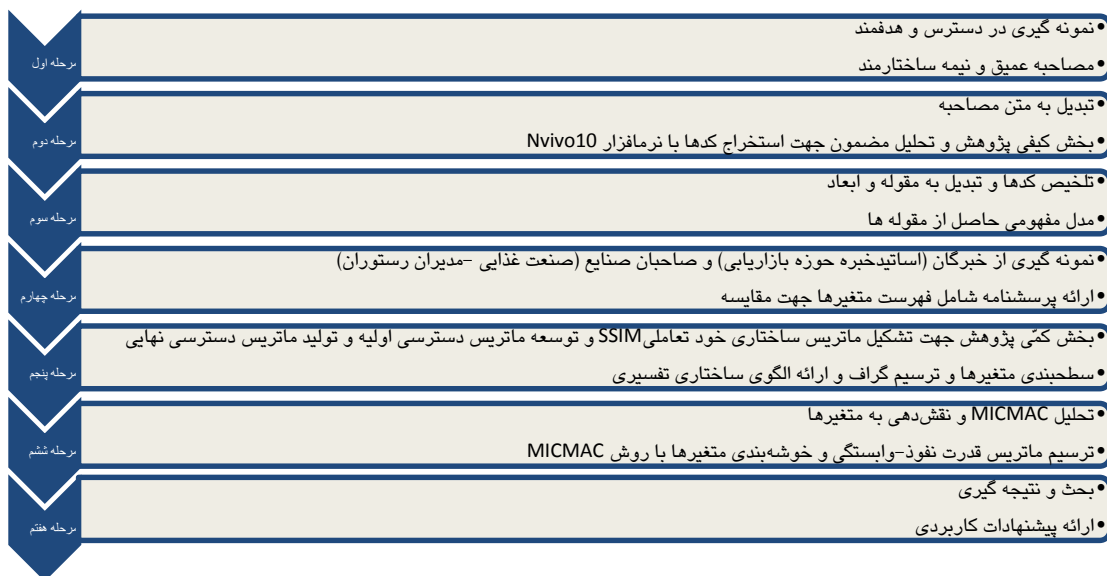 مرحله اول
•نمونه گیری در دسترس و هدفمند
•مصاحبه عمیق و نیمه ساختارمند
مرحله دوم
•تبدیل به متن مصاحبه
•بخش کیفی پژوهش و تحلیل مضمون جهت استخراج کدها با نرمافزار Nvivo10
مرحله سوم
•تلخیص کدها و تبدیل به مقوله و ابعاد
•مدل مفهومی حاصل از مقوله ها
مرحله چهارم
•نمونه گیری از خبرگان (اساتیدخبره حوزه بازاریابی) و صاحبان صنایع (صنعت غذایی -مدیران رستوران)
•ارائه پرسشنامه شامل فهرست متغیرها جهت مقایسه
مرحله پنجم
•بخش کمّی پژوهش جهت تشکیل ماتریس ساختاری خود تعاملیSSIM و توسعه ماتریس دسترسی اولیه و تولید ماتریس دسترسی نهایی
•سطحبندی متغیرها و ترسیم گراف و ارائه الگوی ساختاری تفسیری
مرحله ششم
•تحلیل MICMAC و نقش‌دهی به متغیرها
•ترسیم ماتریس قدرت نفوذ-وابستگی و خوشه‌بندی متغیرها با روش MICMAC
مرحله هفتم
•بحث و نتیجه گیری
•ارائه پیشنهادات کاربردی